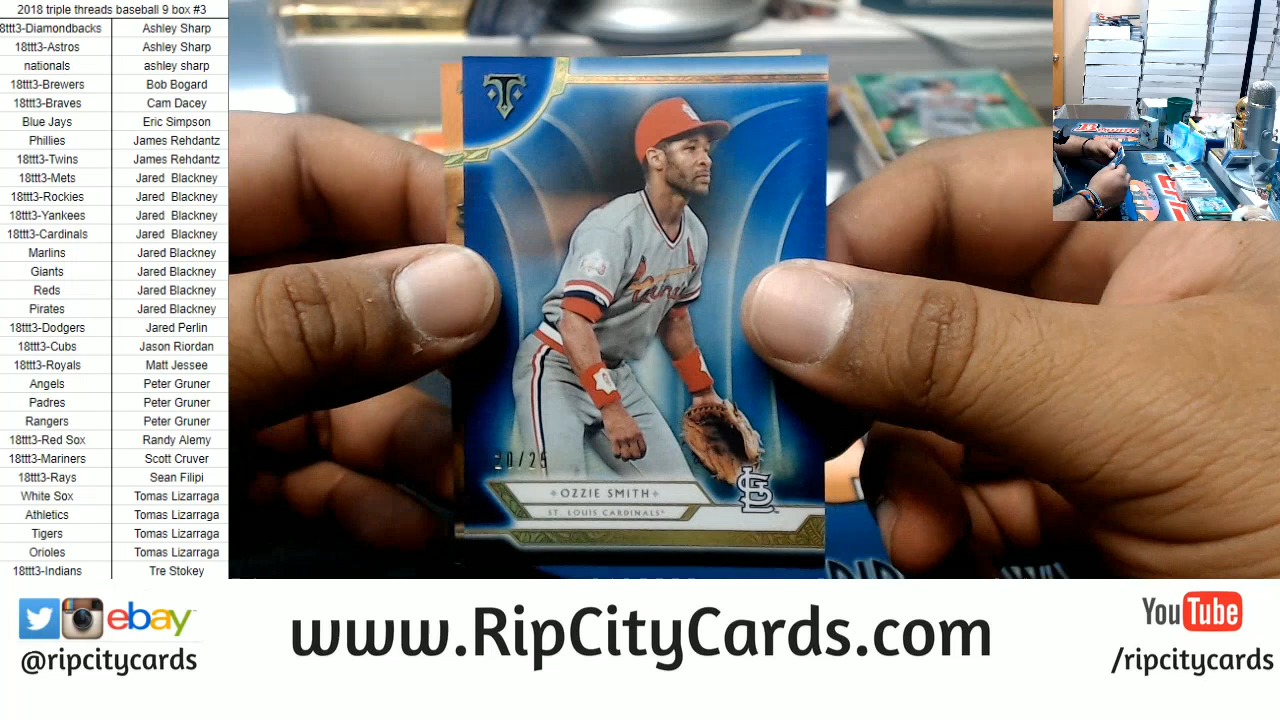 2018 triple threads baseball 9 box #3
8ttt3-Diamondbacks Ashley Sharp
18ttt3-Astros Ashley Sharp
nationals ashley sharp
18ttt3-Brewers Bob Bogard
18ttt3-Braves Cam Dacey
Blue Jays Eric Simpson
Phillies James Rehdantz
18ttt3-Twins James Rehdantz
18ttt3-Mets Jared Blackney
18ttt3-Rockies Jared Blackney
18ttt3-Yankees Jared Blackney
18ttt3-Cardinals Jared Blackney
Marlins Jared Blackney
Giants Jared Blackney
Reds Jared Blackney
Pirates Jared Blackney
18ttt3-Dodgers Jared Perlin
18ttt3-Cubs Jason Riordan
18ttt3-Royals Matt Jessee
Angels Peter Gruner
Padres Peter Gruner
Rangers Peter Gruner
18ttt3-Red Sox Randy Alemy
18ttt3-Mariners Scott Cruver
18ttt3-Rays Sean Filipi
White Sox Tomas Lizarraga
Athletics Tomas Lizarraga
Tigers Tomas Lizarraga
Orioles Tomas Lizarraga
18ttt3-Indians Tre Stokey
TTT
20/25
OZZIE SMITH
ST. LOUIS CARDINALS
STL
ebay
@ripcitycards
www.RipCityCards.com
YouTube
/ripcitycards